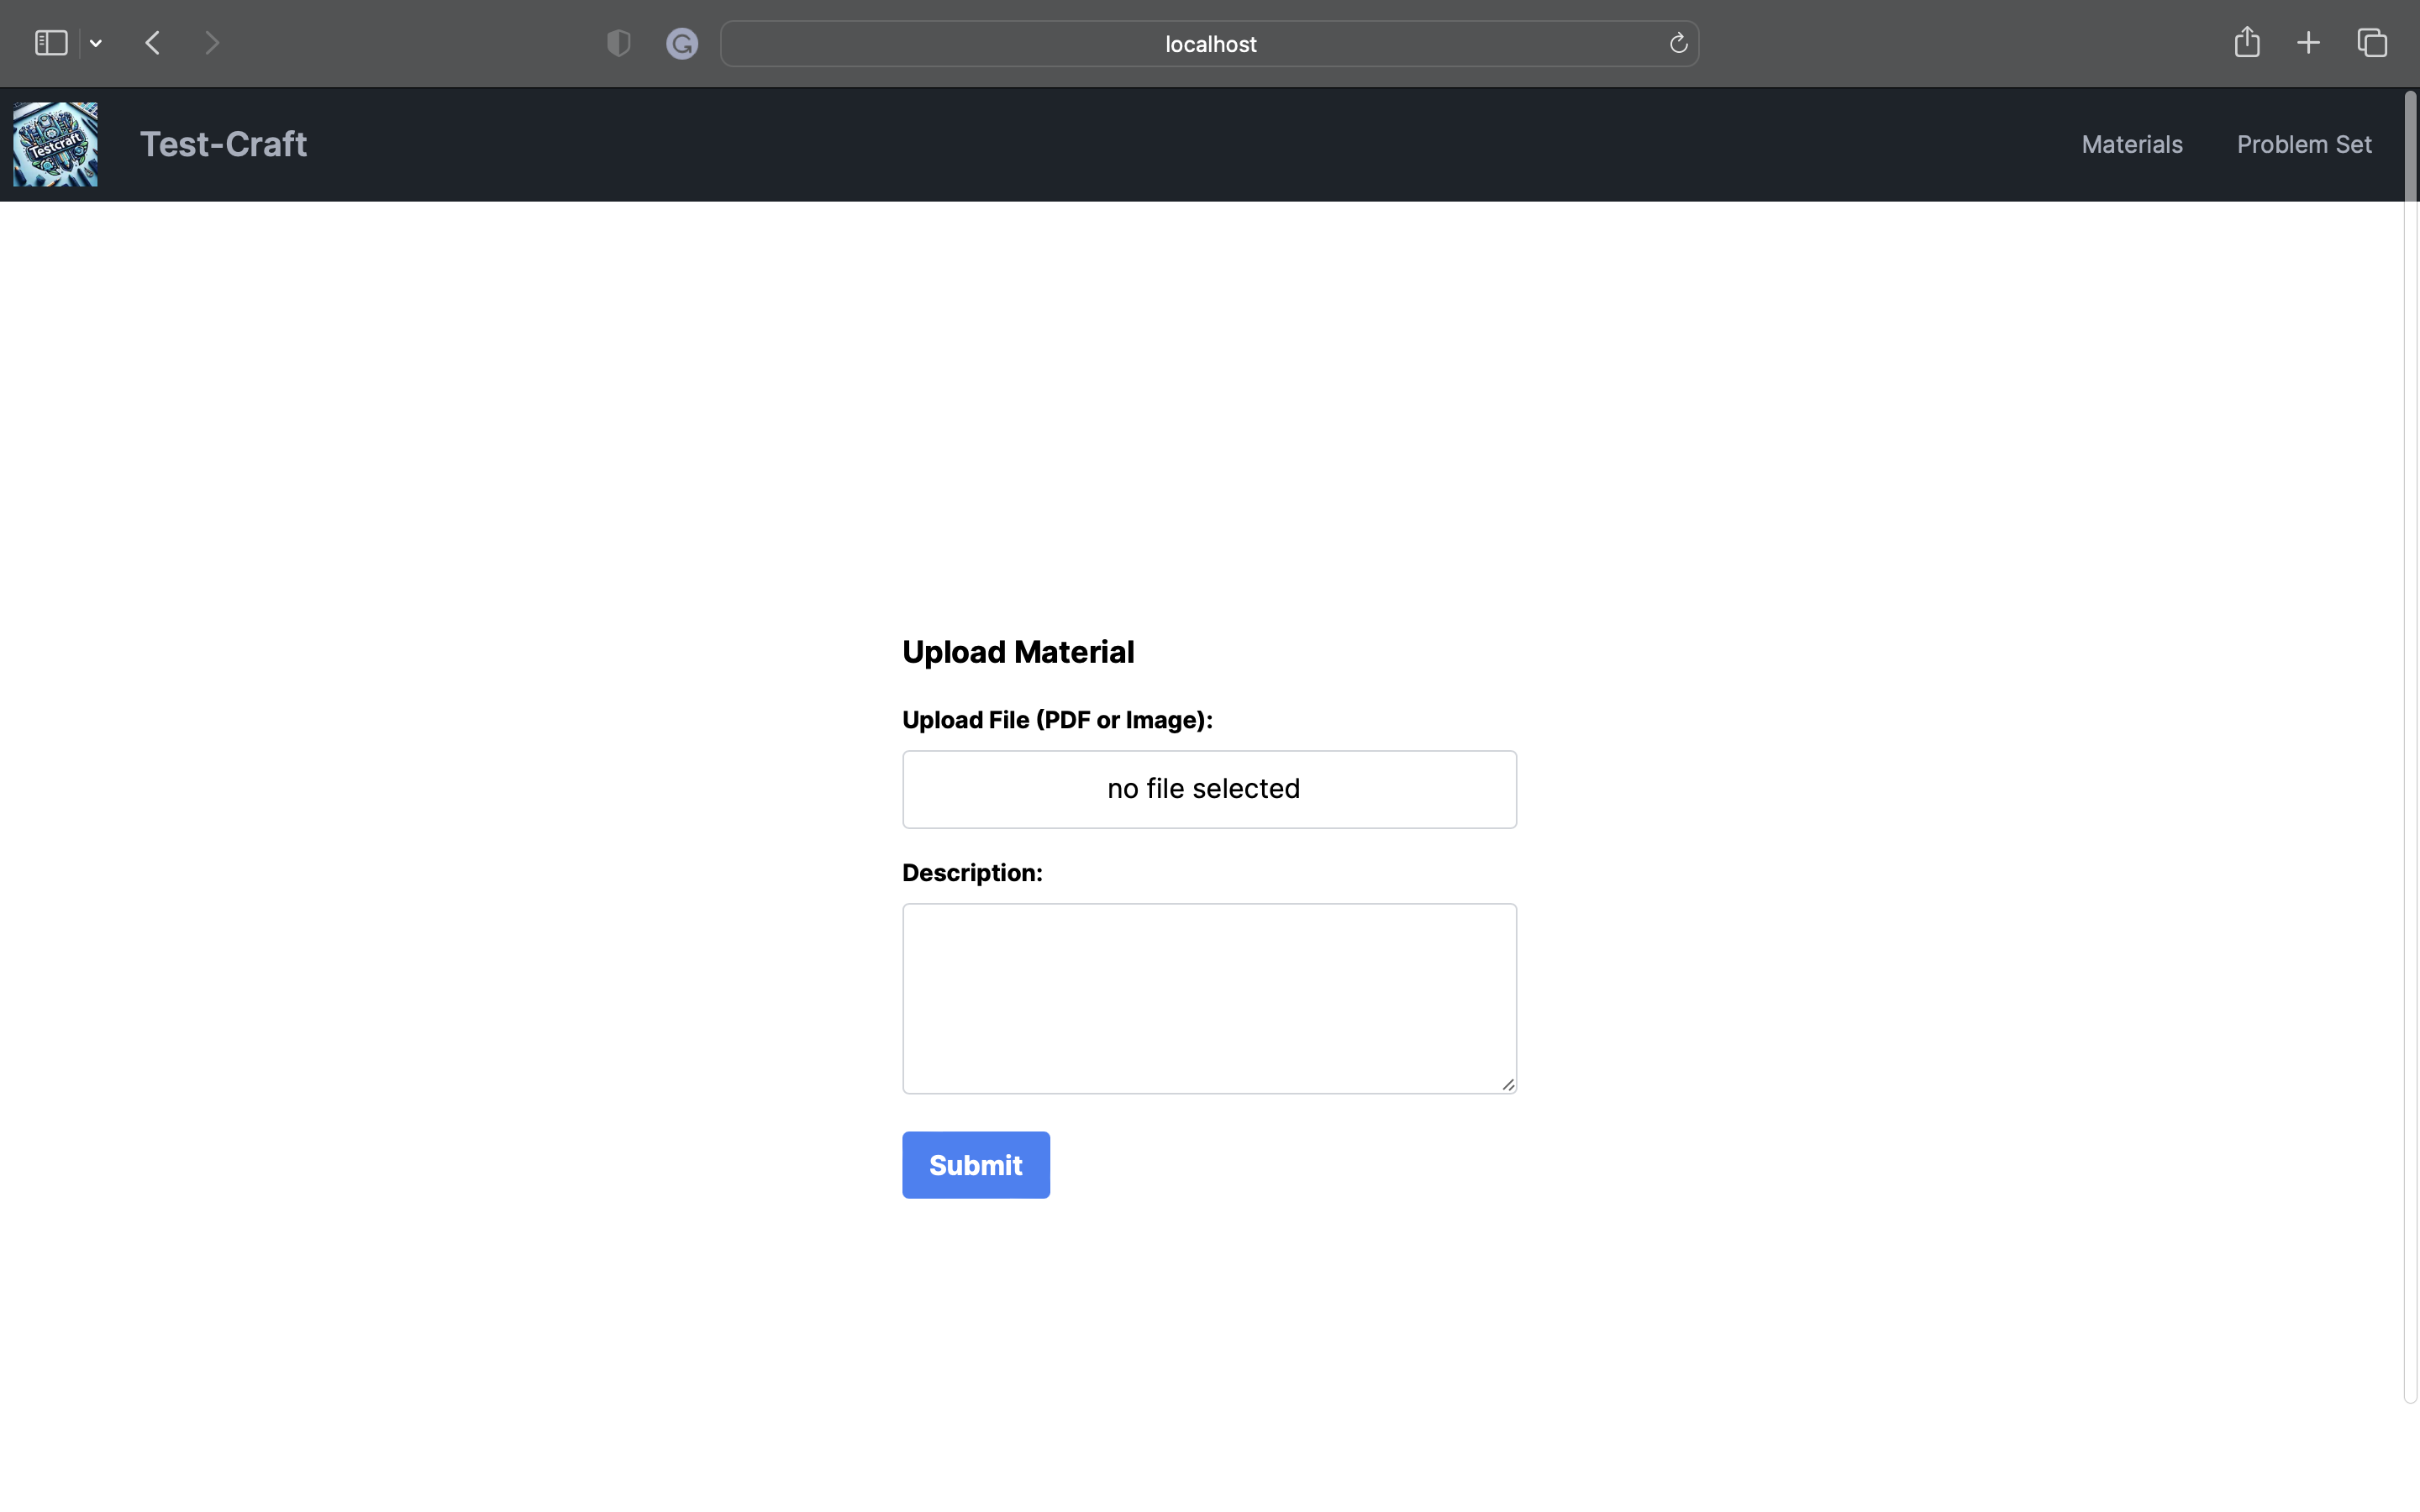 localhost
Testcraft
Test-Craft
Materials
Problem Set
Upload Material
Upload File (PDF or Image):
no file selected
Description:
Submit